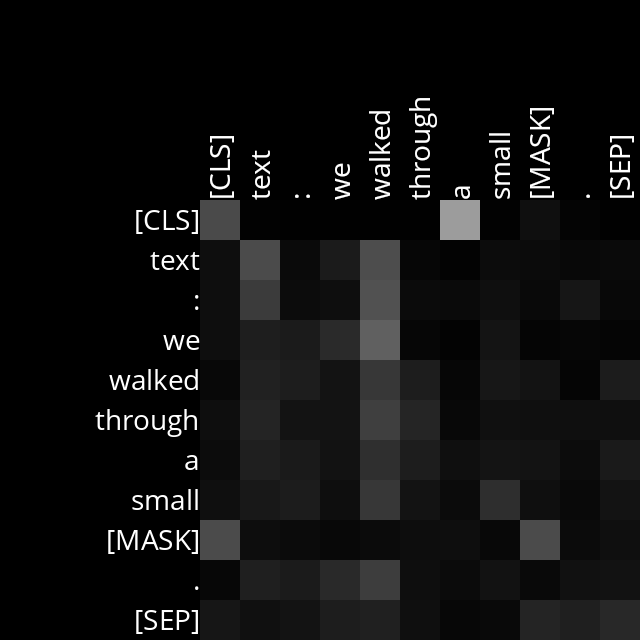 [CLS] text : we walked through a small [MASK] . [SEP]
[CLS]
text
:
we
walked
through
a
small
[MASK]
.
[SEP]